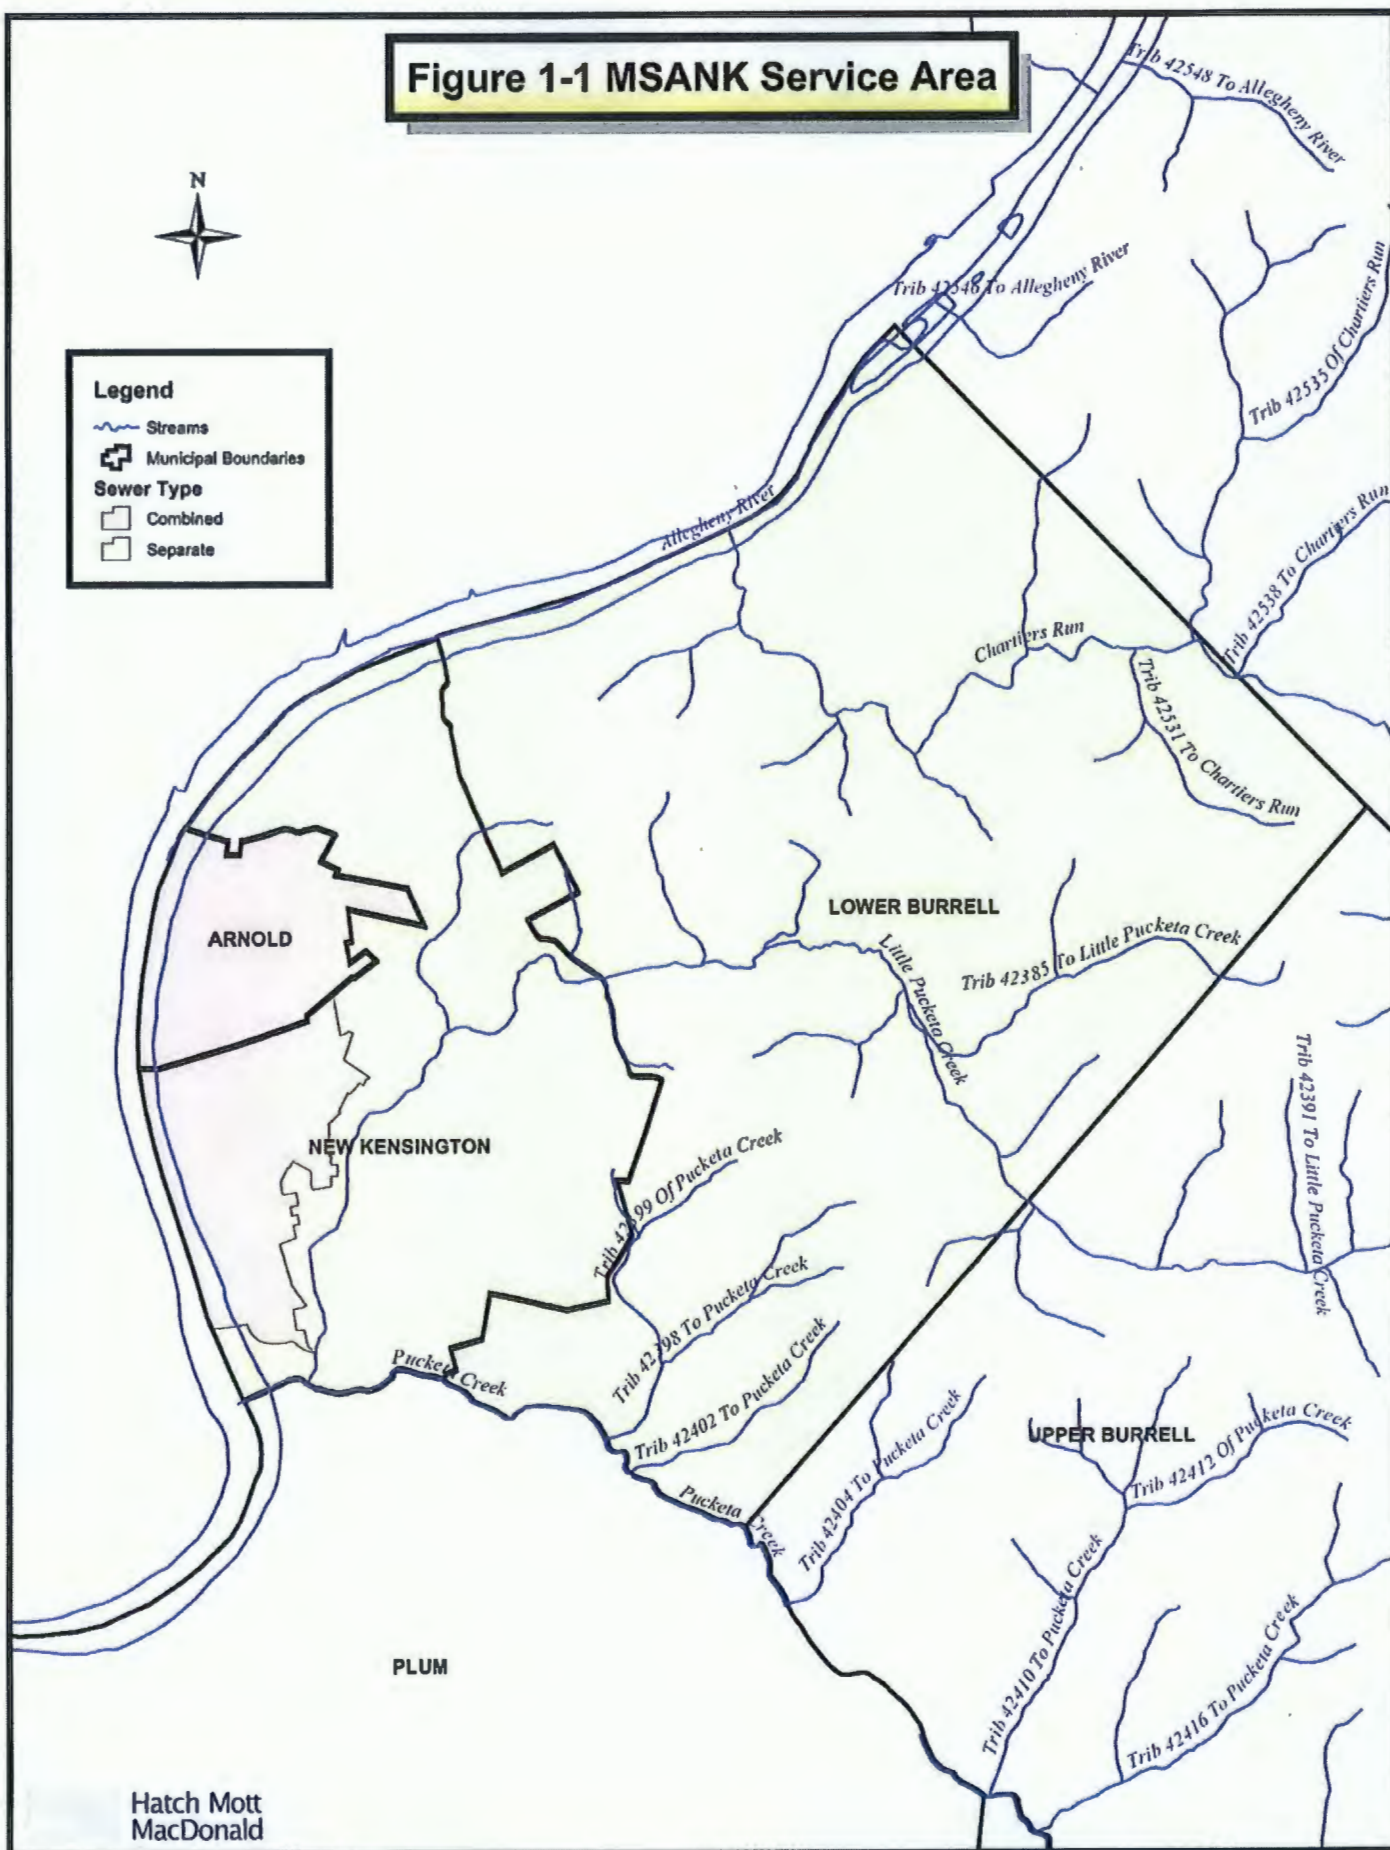 Figure 1-1 MSANK Service Area
N
Legend
Streams
Municipal Boundaries
Sewer Type
Combined
Separate
Trib 42548 To Allegheny River
Trib 42546 To Allegheny River
Trib 42535 Of Chartiers Run
Allegheny River
Trib 42538 To Chartiers Run
Chartiers Run
Trib 42531 To Chartiers Run
LOWER BURRELL
ARNOLD
Little Pucketa Creek
Trib 42385 To Little Pucketa Creek
Trib 42391 To Little Pucketa Creek
NEW KENSINGTON
Trib 42399 Of Pucketa Creek
Trib 42398 To Pucketa Creek
Pucketa Creek
Trib 42402 To Pucketa Creek
Trib 42404 To Pucketa Creek
UPPER BURRELL
Trib 42412 Of Pucketa Creek
Pucketa Creek
Trib 42410 To Pucketa Creek
Trib 42416 To Pucketa Creek
PLUM
Hatch Mott
MacDonald